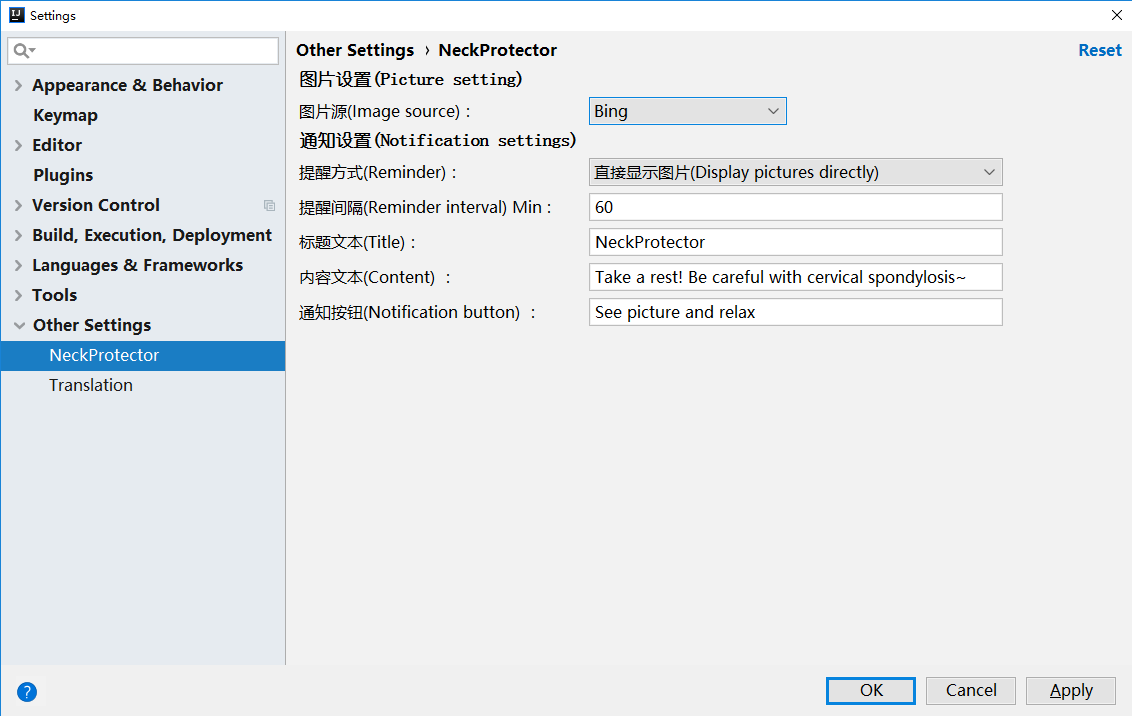 Settings
Appearance & Behavior
Keymap
Editor
Plugins
Version Control
Build, Execution, Deployment
Languages & Frameworks
Tools
Other Settings
NeckProtector
Translation
Other Settings › NeckProtector
Reset
图片设置(Picture setting)
图片源(Image source)： Bing
通知设置(Notification settings)
提醒方式(Reminder)： 直接显示图片(Display pictures directly)
提醒间隔(Reminder interval) Min： 60
标题文本(Title)： NeckProtector
内容文本(Content) ： Take a rest! Be careful with cervical spondylosis~
通知按钮(Notification button) ： See picture and relax
? OK Cancel Apply